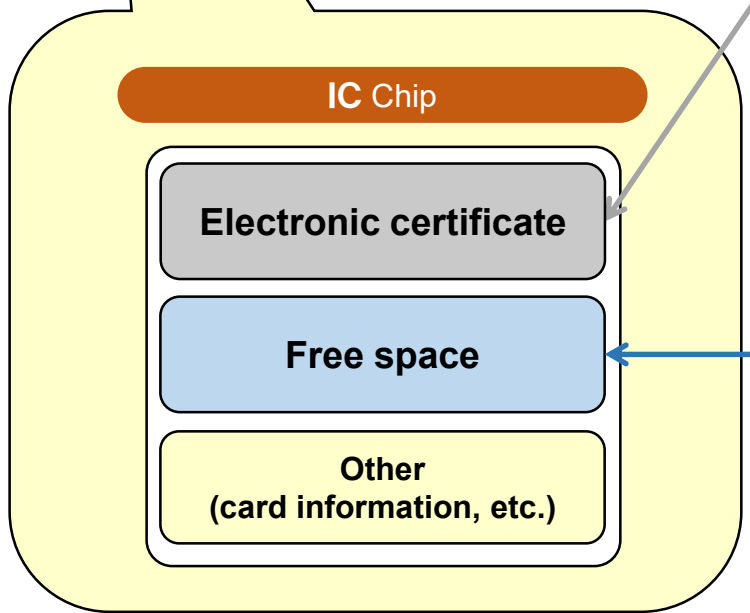 IC Chip
Electronic certificate
Free space
Other
(card information, etc.)